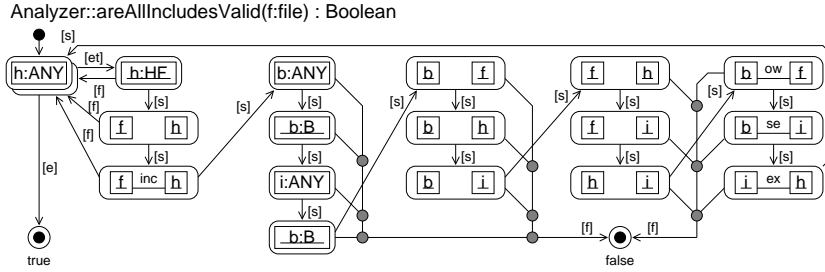 Analyzer::areAllIncludesValid(f:file) : Boolean
[s]
h:ANY [et] h:HF b:ANY b f f h b ow f
[f] [s]
[f] [s] [s] [s] [s] [s] [s] [s]
f h b:B b h f i b se i
[f] [s] [s] [s] [s] [s]
[e] f inc h i:ANY b i h i i ex h
[s]
b:B [f] [f] [f]
true false